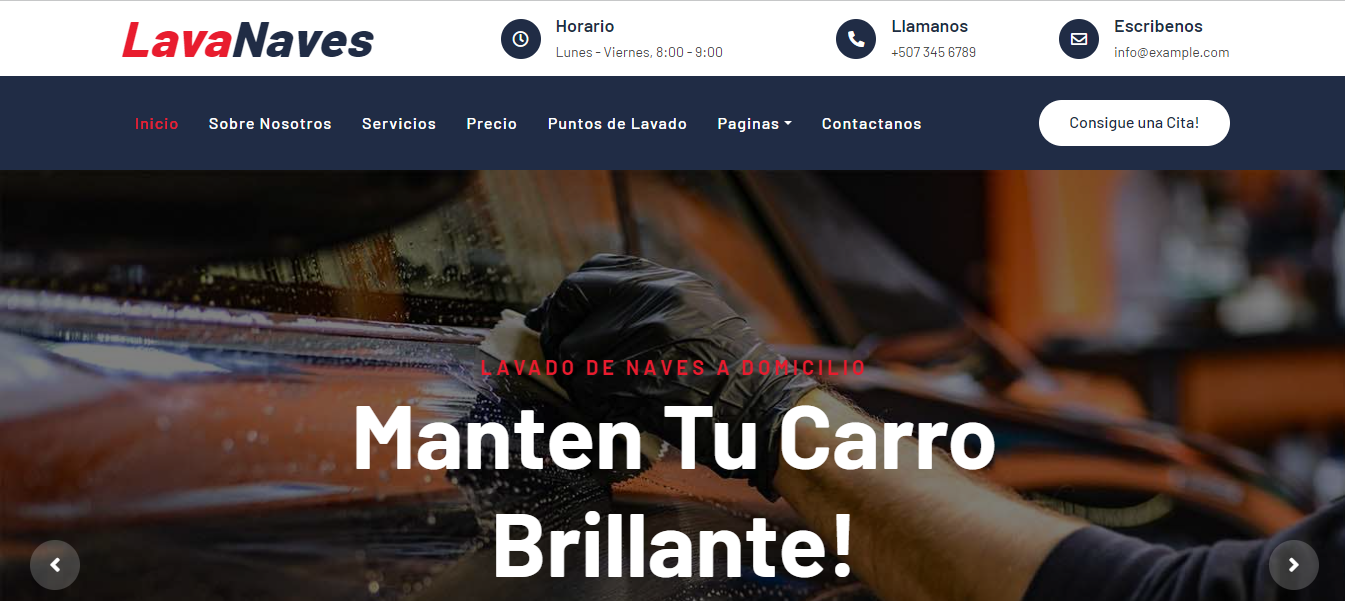 LavaNaves
Horario
Lunes - Viernes, 8:00 - 9:00
Llamanos
+507 345 6789
Escribenos
info@example.com
Inicio
Sobre Nosotros
Servicios
Precio
Puntos de Lavado
Paginas
Contactanos
Consigue una Cita!
LAVADO DE NAVES A DOMICILIO
Manten Tu Carro
Brillante!